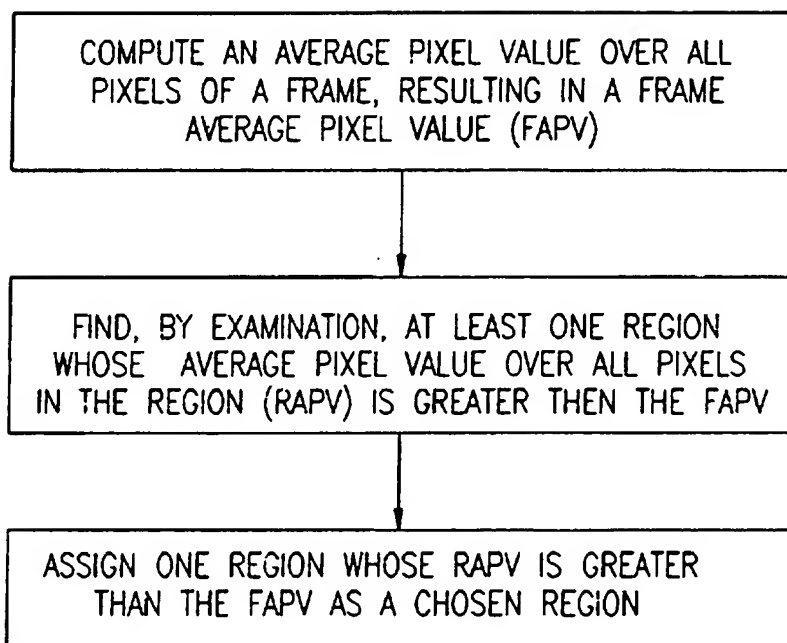 COMPUTE AN AVERAGE PIXEL VALUE OVER ALL
PIXELS OF A FRAME, RESULTING IN A FRAME
AVERAGE PIXEL VALUE (FAPV)
FIND, BY EXAMINATION, AT LEAST ONE REGION
WHOSE AVERAGE PIXEL VALUE OVER ALL PIXELS
IN THE REGION (RAPV) IS GREATER THEN THE FAPV
ASSIGN ONE REGION WHOSE RAPV IS GREATER
THAN THE FAPV AS A CHOSEN REGION